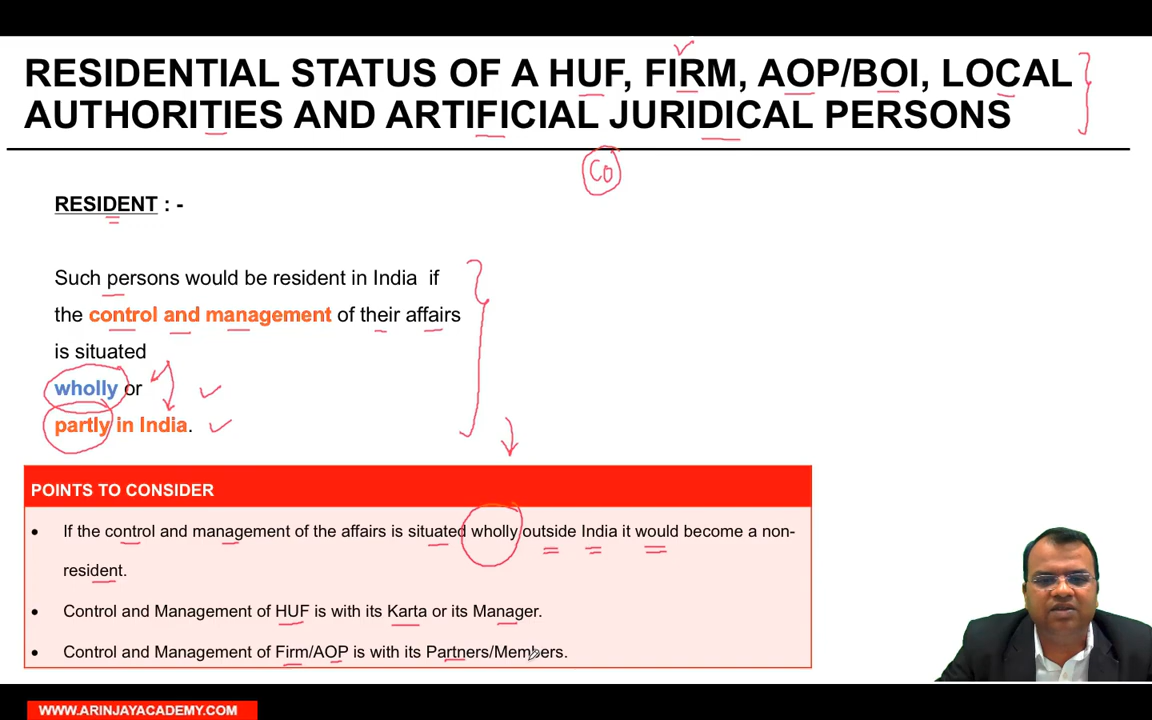 RESIDENTIAL STATUS OF A HUF, FIRM, AOP/BOI, LOCAL
AUTHORITIES AND ARTIFICIAL JURIDICAL PERSONS
Co
RESIDENT : -
Such persons would be resident in India if
the control and management of their affairs
is situated
wholly or
partly in India.
POINTS TO CONSIDER
• If the control and management of the affairs is situated wholly outside India it would become a non-
resident.
• Control and Management of HUF is with its Karta or its Manager.
• Control and Management of Firm/AOP is with its Partners/Members.
WWW.ARINJAYACADEMY.COM